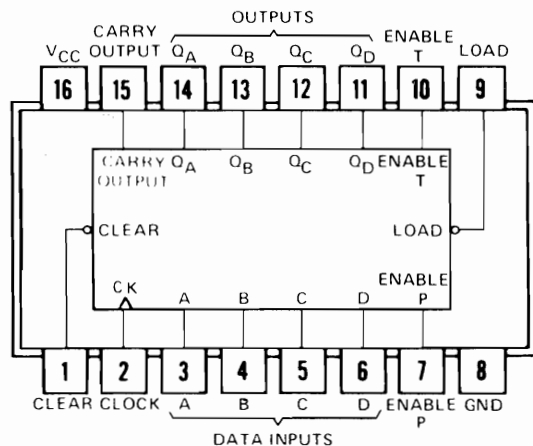 OUTPUTS
CARRY ENABLE
VCC OUTPUT QA QB QC QD T LOAD
16 15 14 13 12 11 10 9
CARRY QA QB QC QD ENABLE
OUTPUT T
CLEAR LOAD
CK ENABLE
A B C D P
1 2 3 4 5 6 7 8
CLEAR CLOCK A B C D ENABLE GND
P
DATA INPUTS